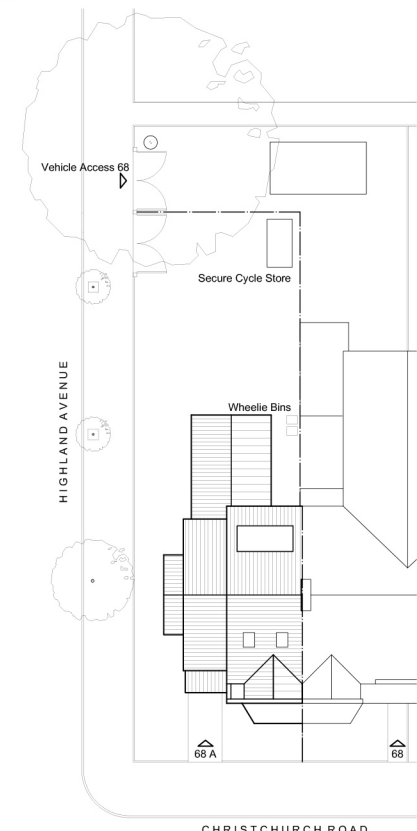 Vehicle Access 68
Secure Cycle Store
HIGHLAND AVENUE
Wheelie Bins
68 A
68
CHRISTCHURCH ROAD